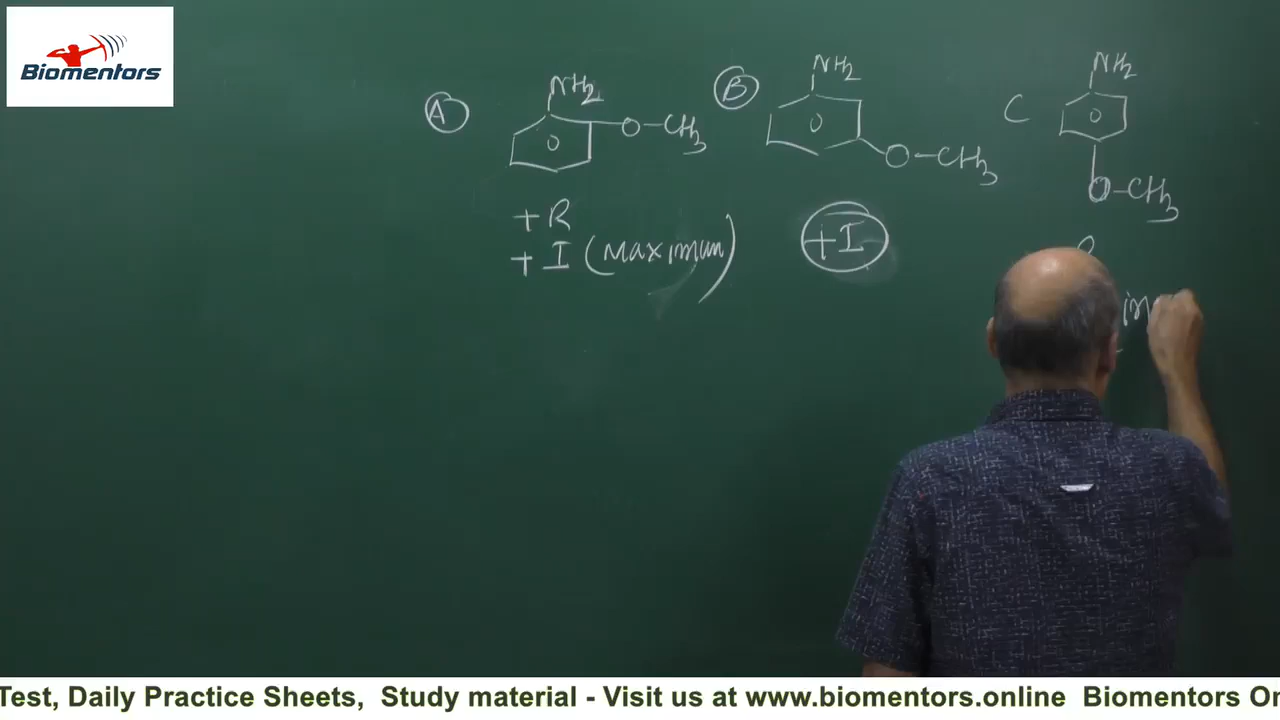 Biomentors
A
NH2
O-CH3
+R
+I (Maximum)
B
NH2
O-CH3
+I
C
NH2
O-CH3
Test, Daily Practice Sheets, Study material - Visit us at www.biomentors.online Biomentors On